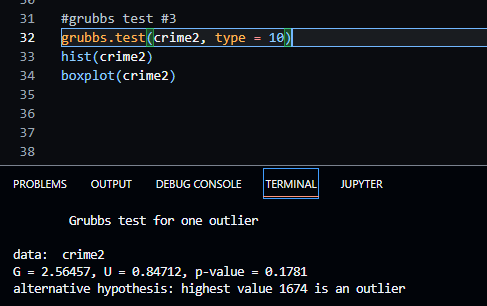 30
31 #grubbs test #3
32 grubbs.test(crime2, type = 10)
33 hist(crime2)
34 boxplot(crime2)
35
36
37
38
PROBLEMS OUTPUT DEBUG CONSOLE TERMINAL JUPYTER
Grubbs test for one outlier
data: crime2
G = 2.56457, U = 0.84712, p-value = 0.1781
alternative hypothesis: highest value 1674 is an outlier